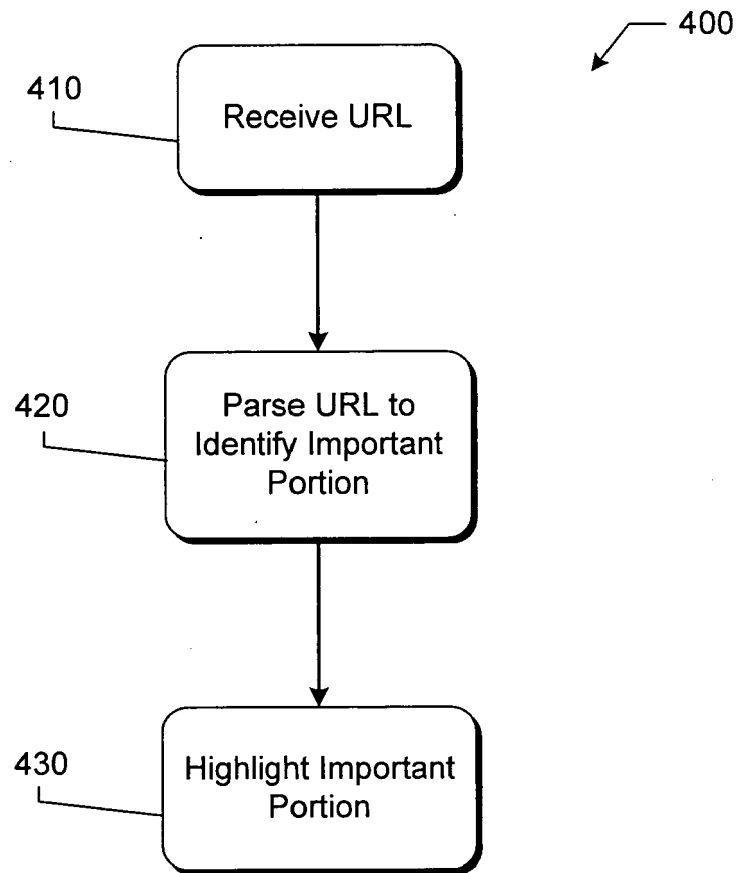 400
410
Receive URL
420
Parse URL to
Identify Important
Portion
430
Highlight Important
Portion